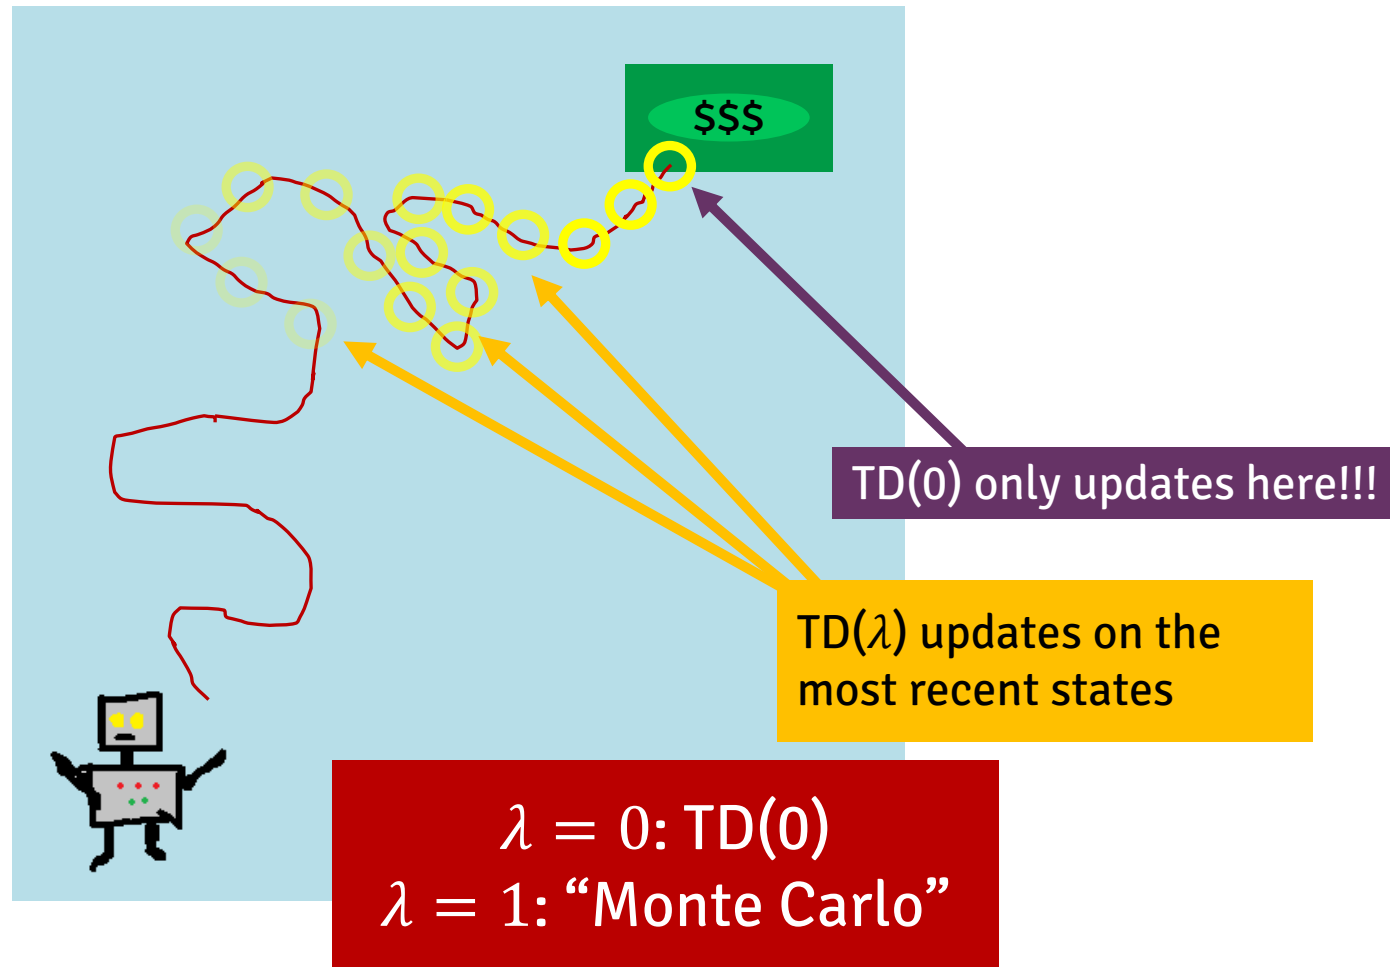 $$$
TD(0) only updates here!!!
TD(λ) updates on the
most recent states
λ = 0: TD(0)
λ = 1: “Monte Carlo”